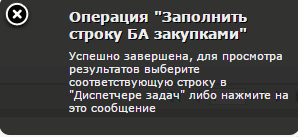 Операция "Заполнить
строку БА закупками"
Успешно завершена, для просмотра
результатов выберите
соответствующую строку в
"Диспетчере задач" либо нажмите на
это сообщение